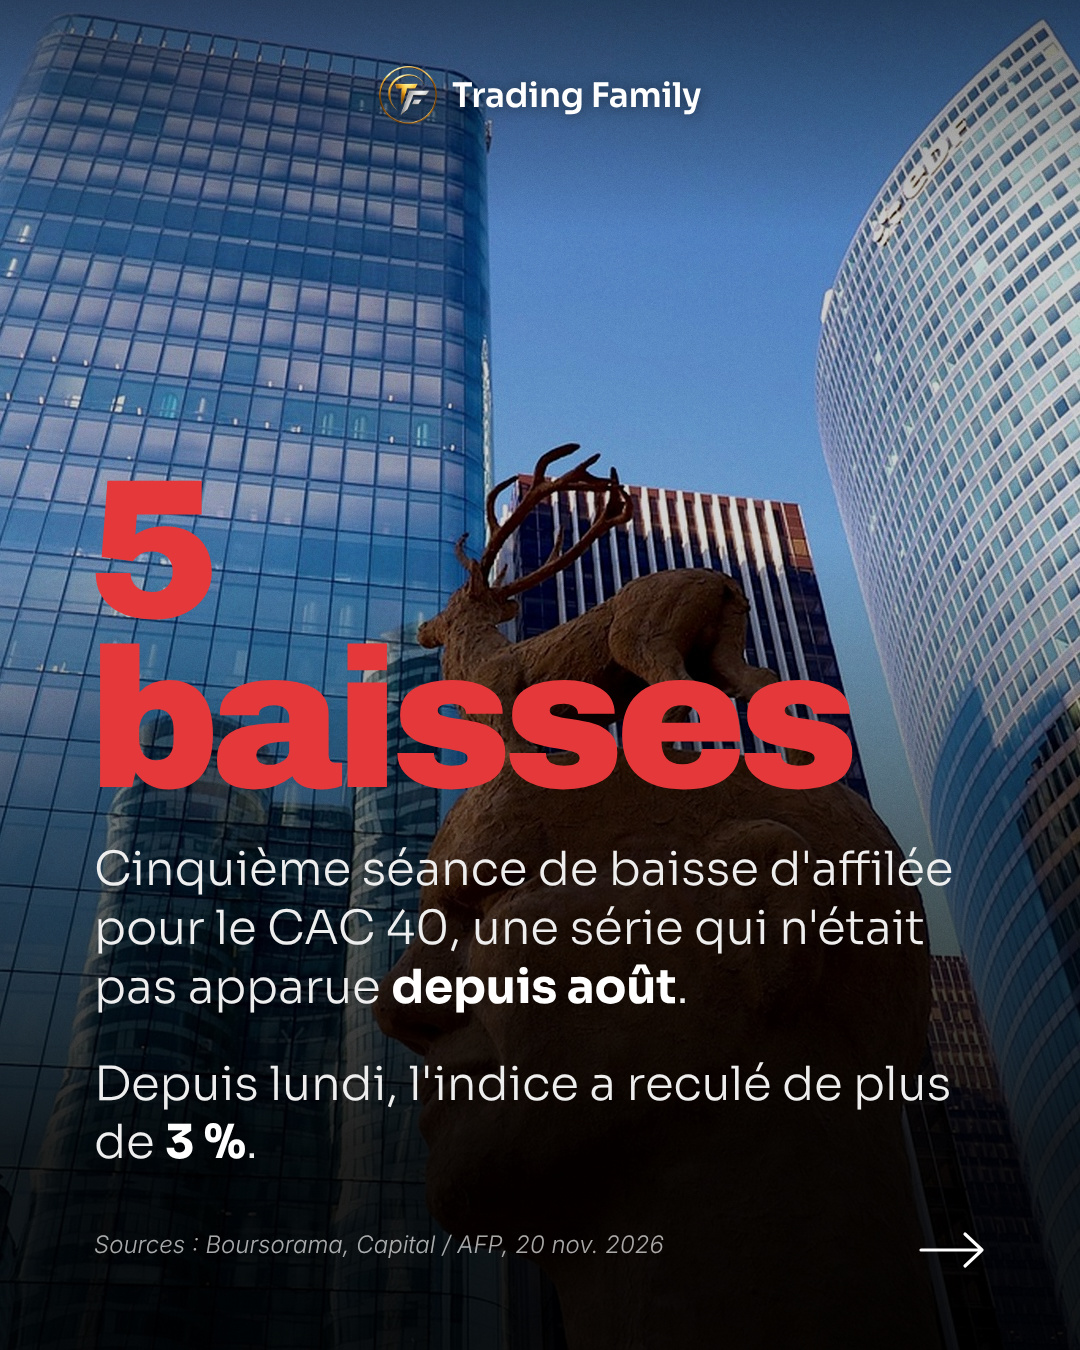 Trading Family
eDF
5
baisses
Cinquième séance de baisse d'affilée
pour le CAC 40, une série qui n'était
pas apparue depuis août.
Depuis lundi, l'indice a reculé de plus
de 3 %.
Sources : Boursorama, Capital / AFP, 20 nov. 2026